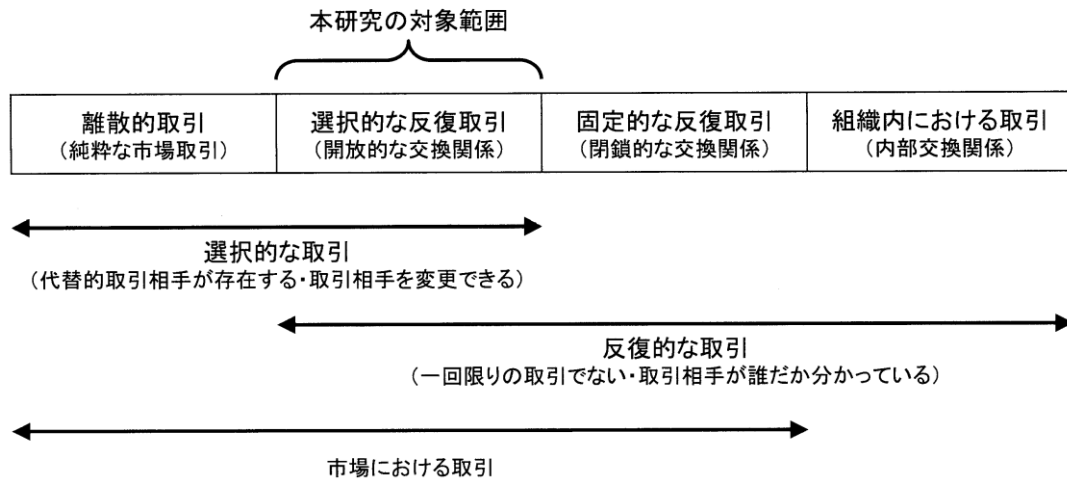 本研究の対象範囲
離散的取引
（純粋な市場取引）
選択的な反復取引
（開放的な交換関係）
固定的な反復取引
（閉鎖的な交換関係）
組織内における取引
（内部交換関係）
選択的な取引
（代替的取引相手が存在する・取引相手を変更できる）
反復的な取引
（一回限りの取引でない・取引相手が誰だか分かっている）
市場における取引